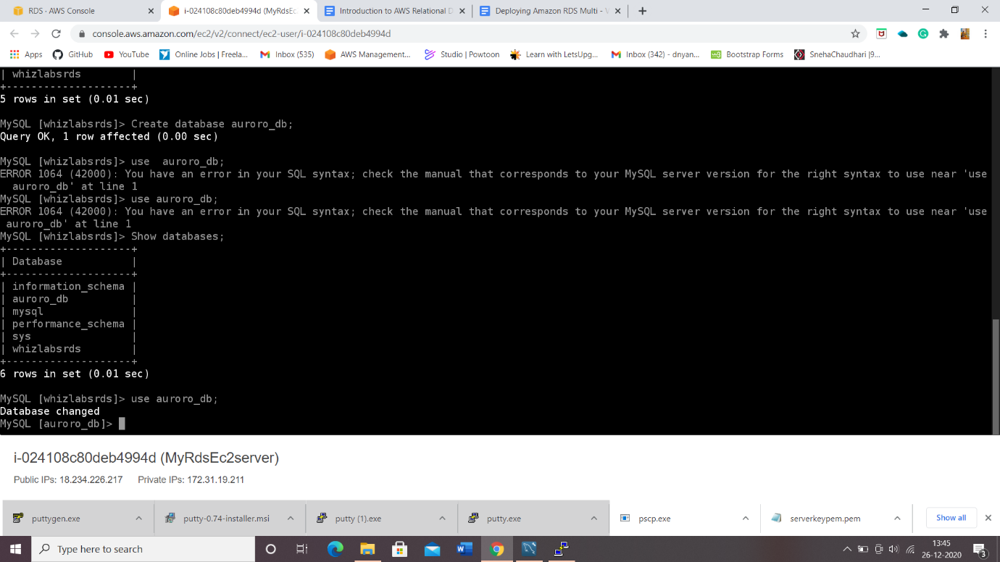 RDS · AWS Console
i-024108c80deb4994d (MyRdsEc
Introduction to AWS Relational D
Deploying Amazon RDS Multi - V
console.aws.amazon.com/ec2/v2/connect/ec2-user/i-024108c80deb4994d
Apps
GitHub
YouTube
Online Jobs | Freela...
Inbox (535)
AWS Management...
Studio | Powtoon
Learn with LetsUpg...
Inbox (342) - dnyan...
Bootstrap Forms
SnehaChaudhari |9...
| whizlabsrds        |
+--------------------+
5 rows in set (0.01 sec)
MySQL [whizlabsrds]> Create database auroro_db;
Query OK, 1 row affected (0.00 sec)
MySQL [whizlabsrds]> use  auroro_db;
ERROR 1064 (42000): You have an error in your SQL syntax; check the manual that corresponds to your MySQL server version for the right syntax to use near 'use
  auroro_db' at line 1
MySQL [whizlabsrds]> use auroro_db;
ERROR 1064 (42000): You have an error in your SQL syntax; check the manual that corresponds to your MySQL server version for the right syntax to use near 'use
 auroro_db' at line 1
MySQL [whizlabsrds]> Show databases;
+--------------------+
| Database           |
+--------------------+
| information_schema |
| auroro_db          |
| mysql              |
| performance_schema |
| sys                |
| whizlabsrds        |
+--------------------+
6 rows in set (0.01 sec)
MySQL [whizlabsrds]> use auroro_db;
Database changed
MySQL [auroro_db]>
i-024108c80deb4994d (MyRdsEc2server)
Public IPs: 18.234.226.217 Private IPs: 172.31.19.211
puttygen.exe
putty-0.74-installer.msi
putty (1).exe
putty.exe
pscp.exe
serverkeypem.pem
Show all
Type here to search
13:45
26-12-2020
3